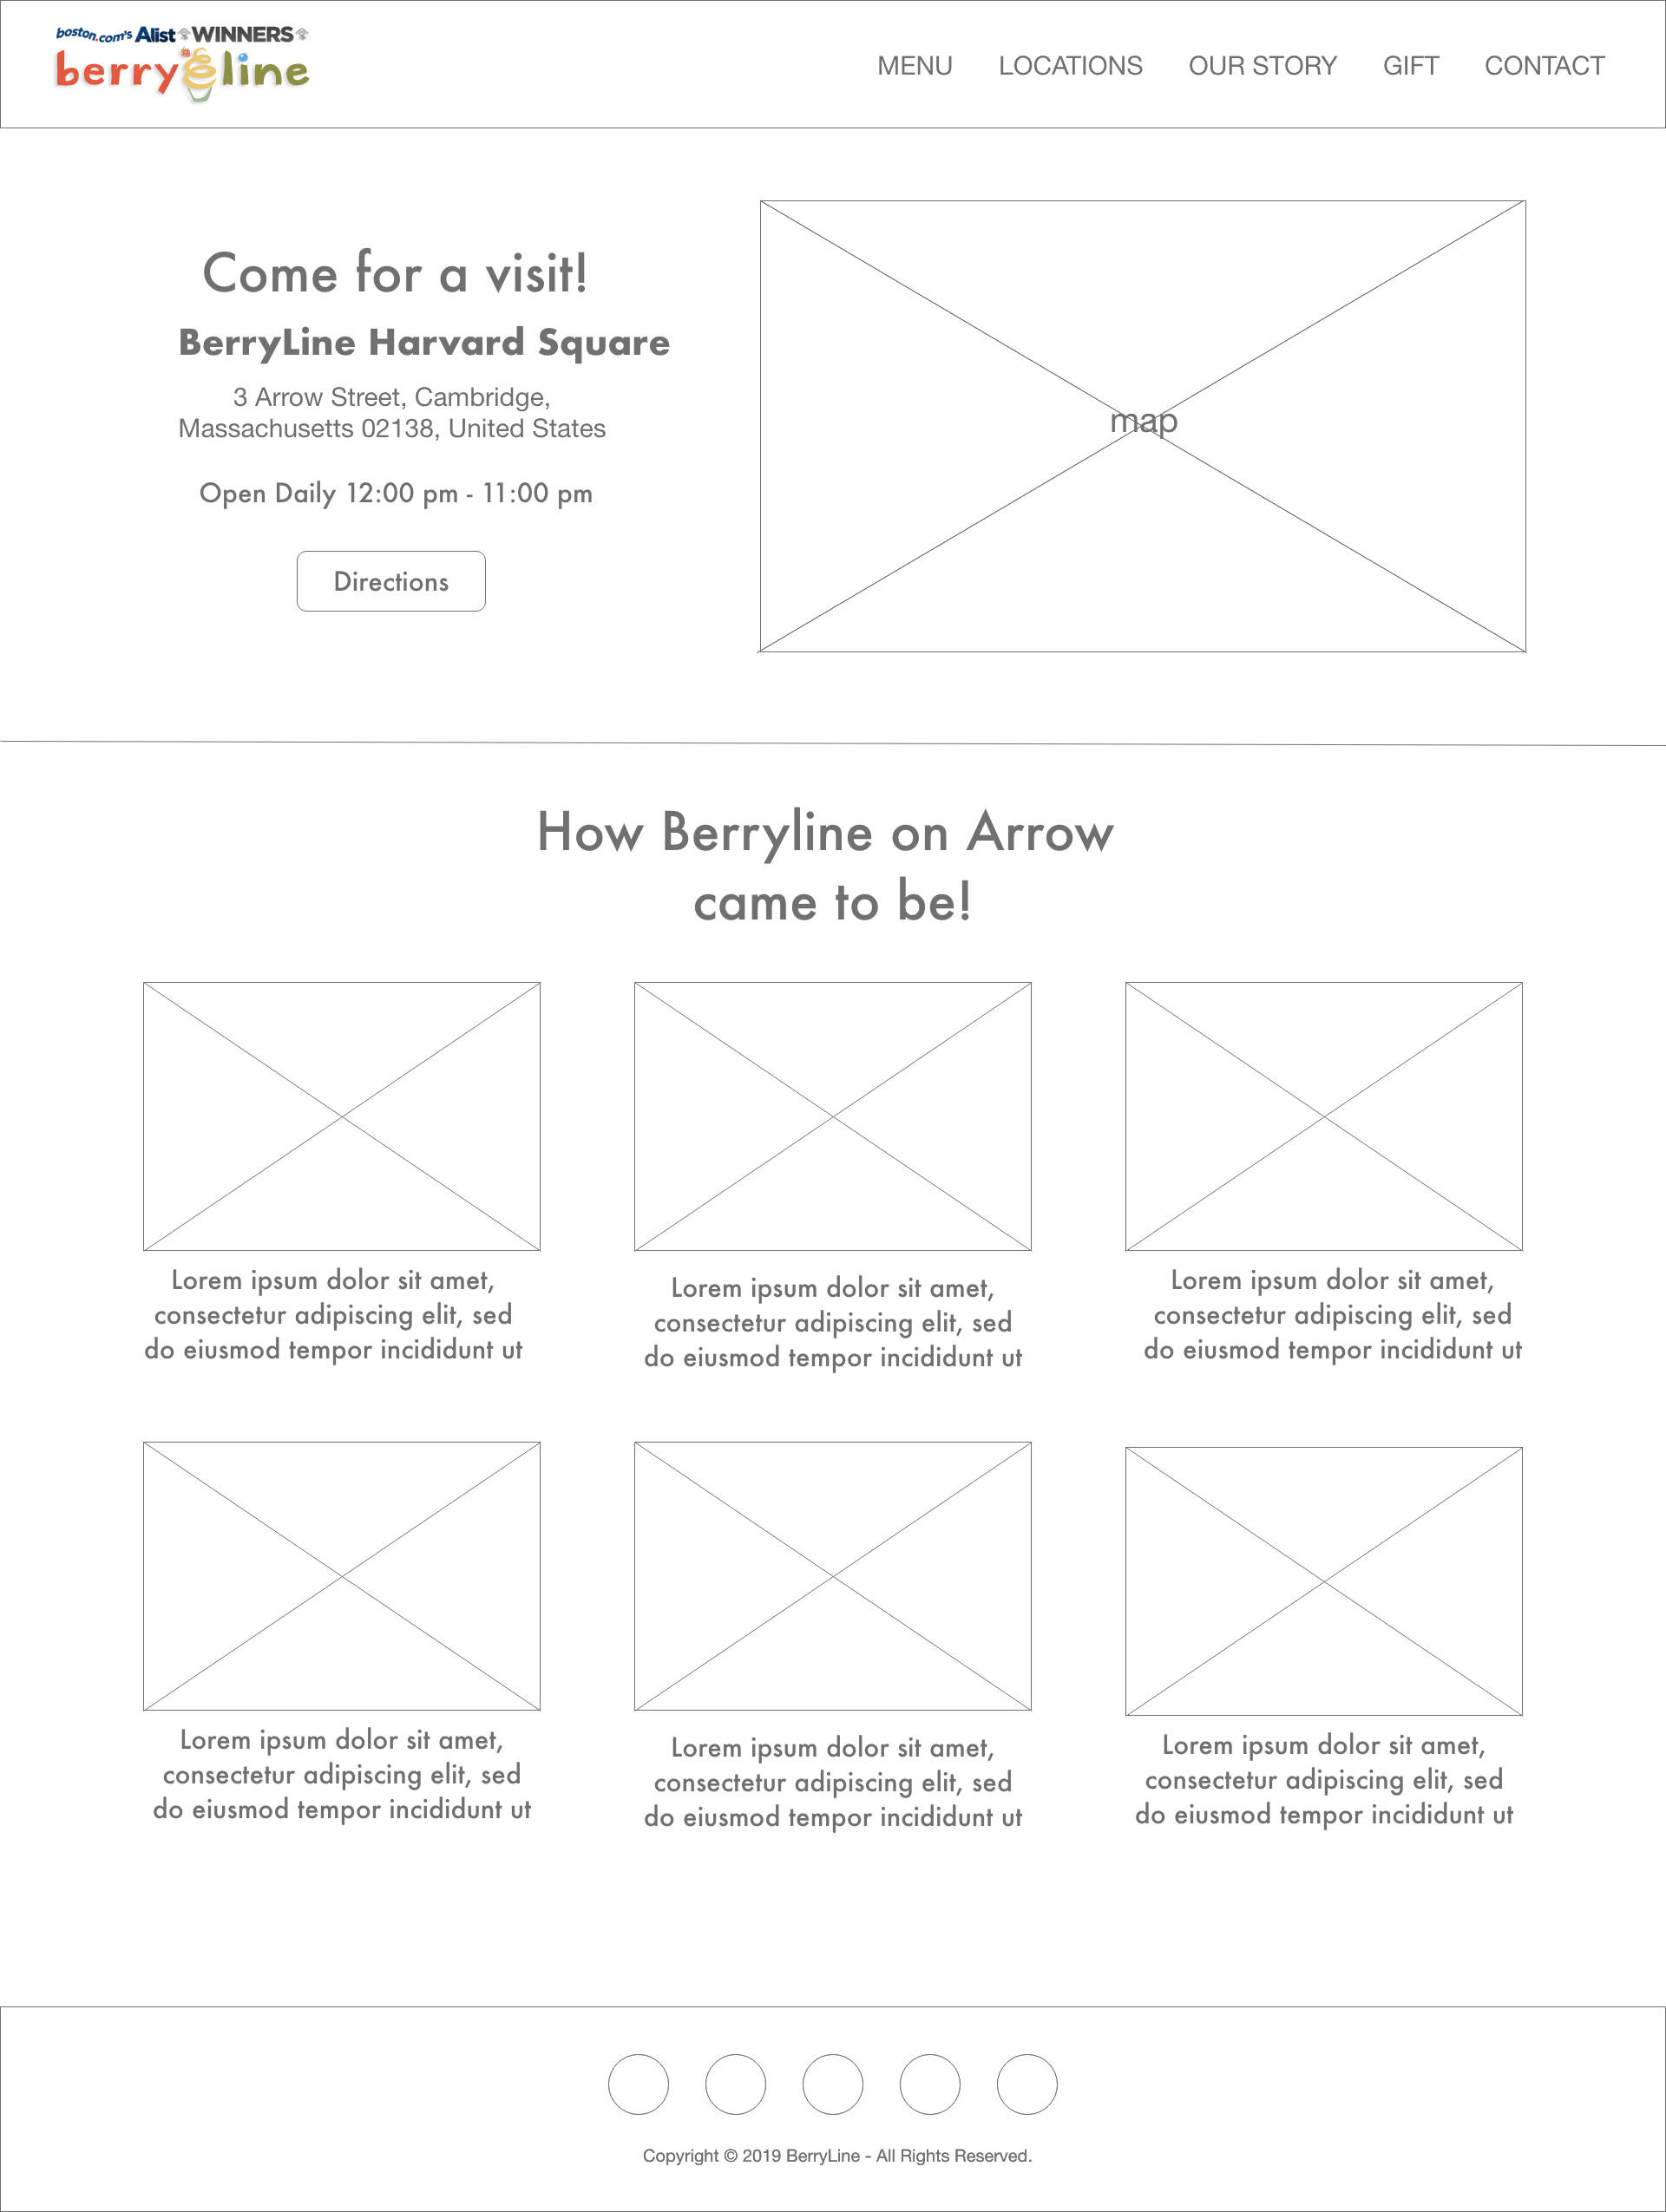 boston.com's Alist WINNERS
berryline
MENU LOCATIONS OUR STORY GIFT CONTACT
Come for a visit!
BerryLine Harvard Square
3 Arrow Street, Cambridge,
Massachusetts 02138, United States
Open Daily 12:00 pm - 11:00 pm
Directions
map
How Berryline on Arrow
came to be!
Lorem ipsum dolor sit amet,
consectetur adipiscing elit, sed
do eiusmod tempor incididunt ut
Lorem ipsum dolor sit amet,
consectetur adipiscing elit, sed
do eiusmod tempor incididunt ut
Lorem ipsum dolor sit amet,
consectetur adipiscing elit, sed
do eiusmod tempor incididunt ut
Lorem ipsum dolor sit amet,
consectetur adipiscing elit, sed
do eiusmod tempor incididunt ut
Lorem ipsum dolor sit amet,
consectetur adipiscing elit, sed
do eiusmod tempor incididunt ut
Lorem ipsum dolor sit amet,
consectetur adipiscing elit, sed
do eiusmod tempor incididunt ut
Copyright © 2019 BerryLine - All Rights Reserved.